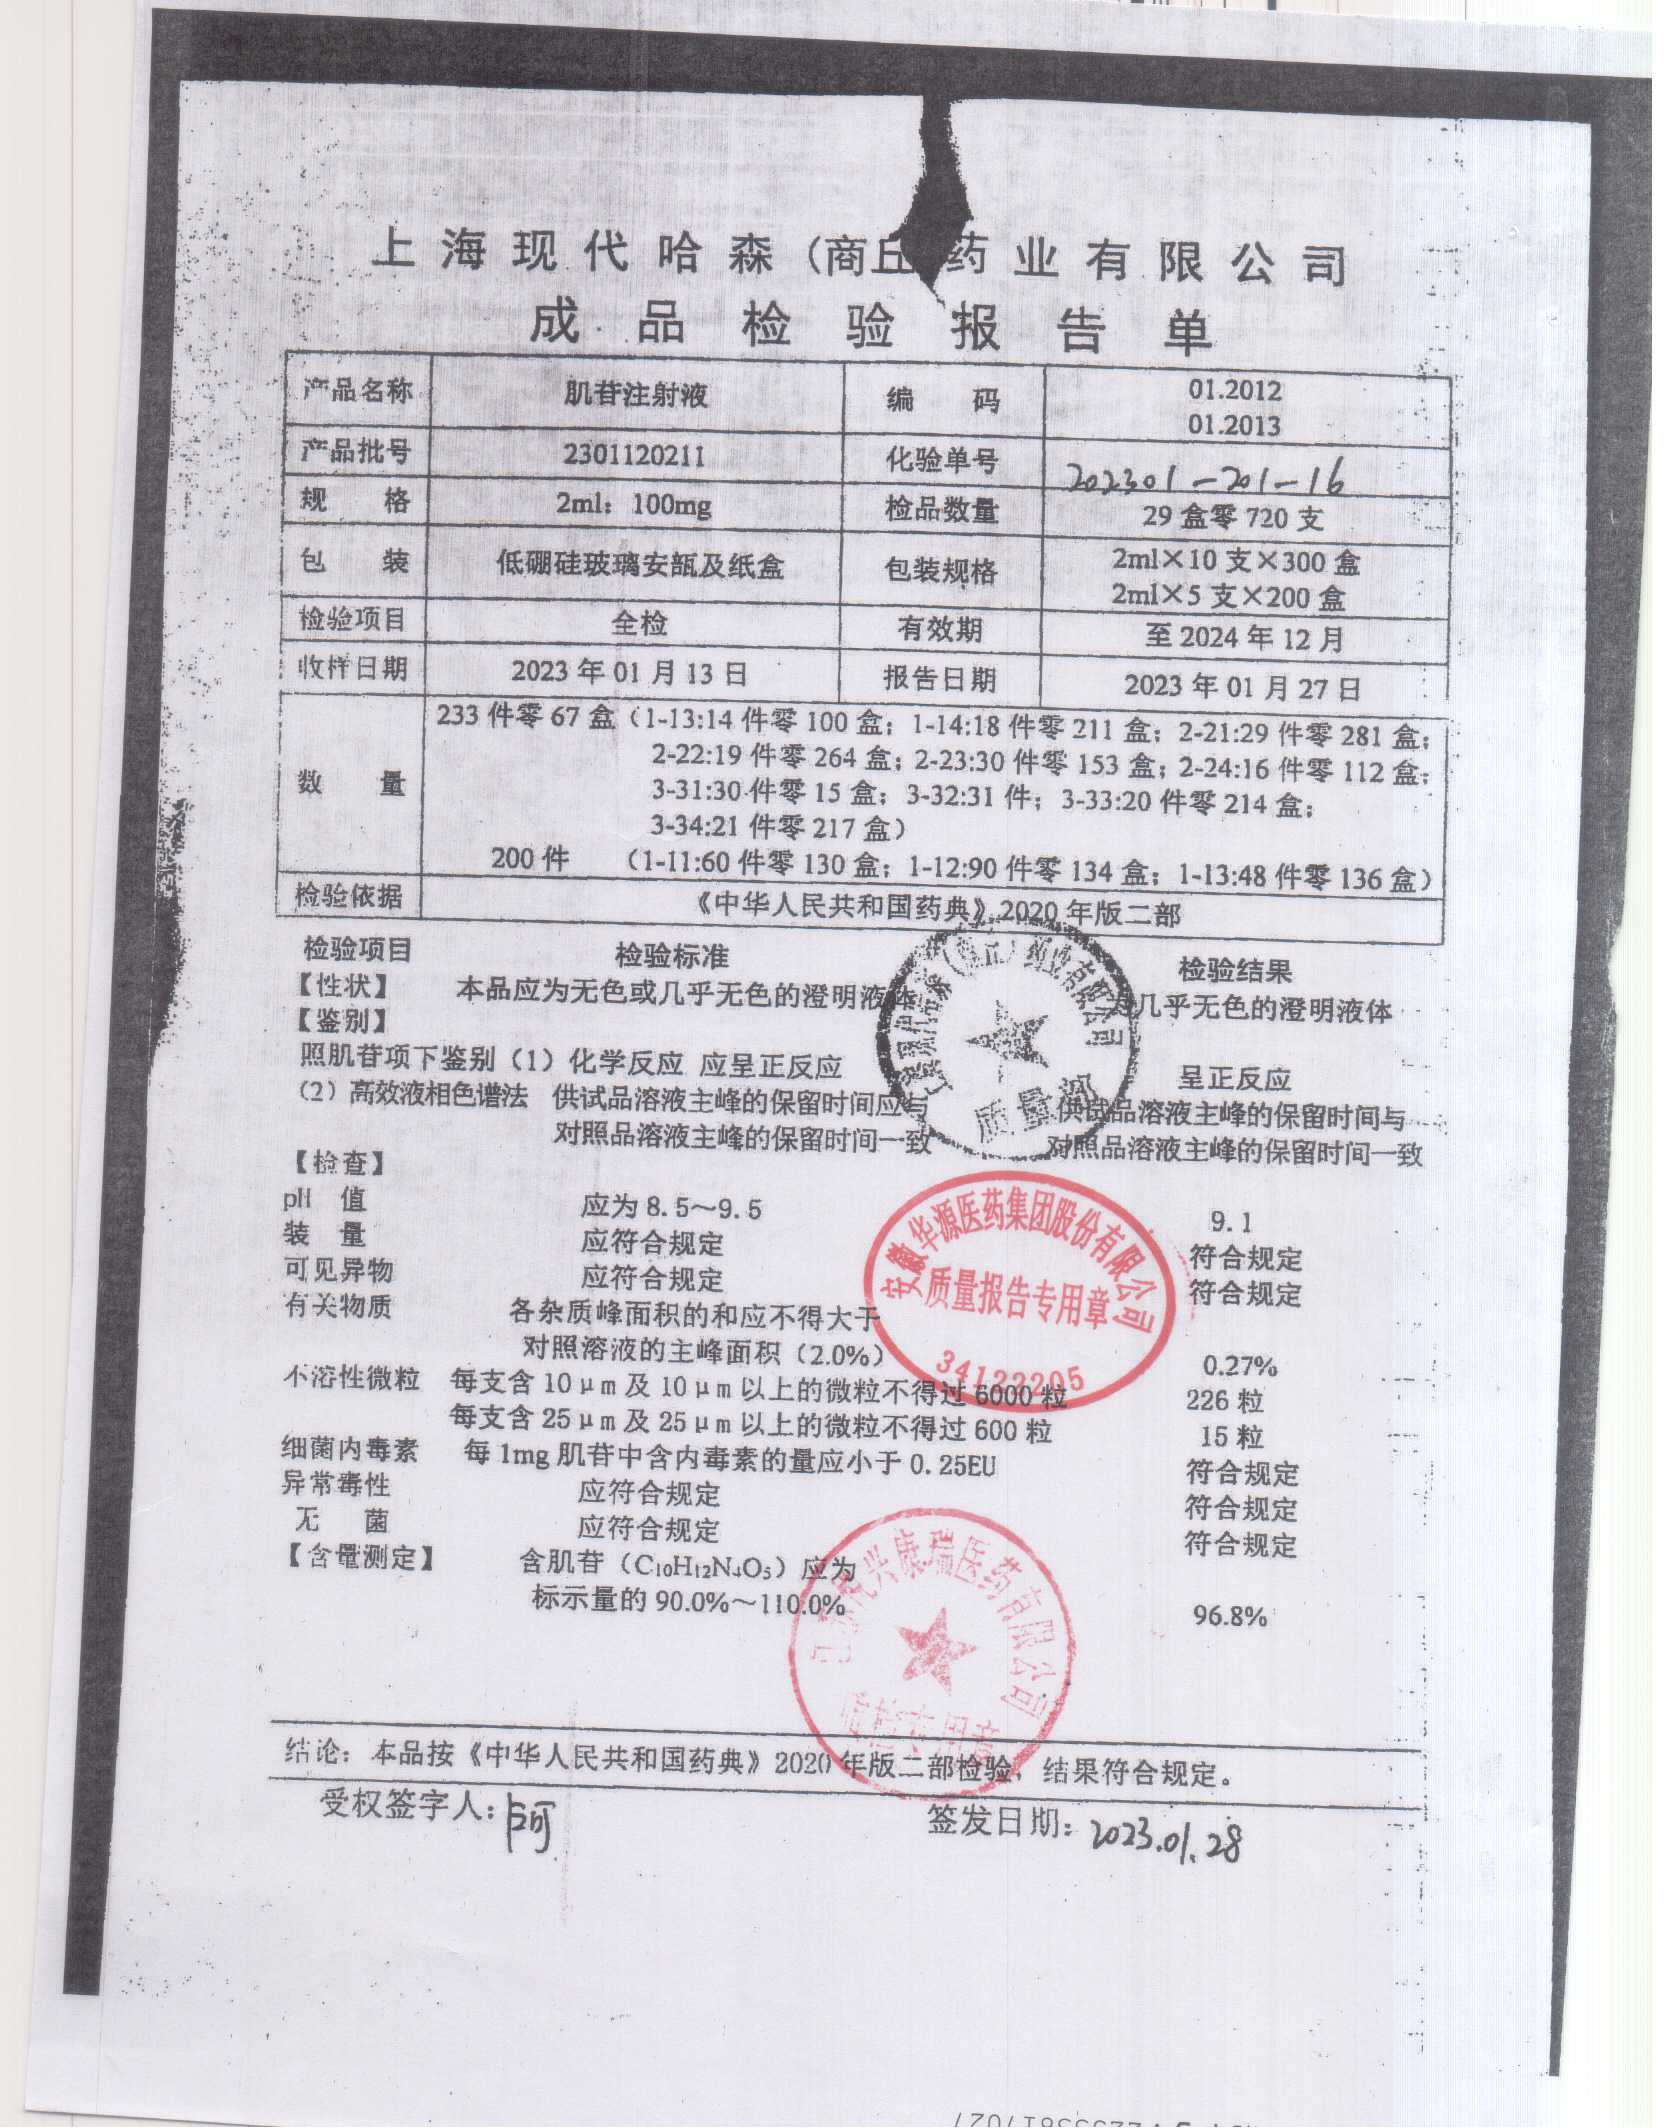 上海现代哈森(商丘 药业有限公司
成品检验报告单
产品名称 肌苷注射液 编 码 01.2012
01.2013
产品批号 2301120211 化验单号 202301-201-16
规 格 2ml：100mg 检品数量 29盒零720支
包 装 低硼硅玻璃安瓿及纸盒 包装规格 2ml×10支×300盒
2ml×5支×200盒
检验项目 全检 有效期 至2024年12月
收样日期 2023年01月13日 报告日期 2023年01月27日
数 量 233件零67盒（1-13:14件零100盒；1-14:18件零211盒；2-21:29件零281盒；
2-22:19件零264盒；2-23:30件零153盒；2-24:16件零112盒；
3-31:30件零15盒；3-32:31件；3-33:20件零214盒；
3-34:21件零217盒）
200件 （1-11:60件零130盒；1-12:90件零134盒；1-13:48件零136盒）
检验依据 《中华人民共和国药典》2020年版二部
检验项目 检验标准 检验结果
【性状】 本品应为无色或几乎无色的澄明液体 为几乎无色的澄明液体
【鉴别】
照肌苷项下鉴别（1）化学反应 应呈正反应 呈正反应
（2）高效液相色谱法 供试品溶液主峰的保留时间应与 供试品溶液主峰的保留时间与
对照品溶液主峰的保留时间一致 对照品溶液主峰的保留时间一致
质量部
【检查】
pH 值 应为8.5～9.5 9.1
装 量 应符合规定 符合规定
可见异物 应符合规定 符合规定
有关物质 各杂质峰面积的和应不得大于
对照溶液的主峰面积（2.0%） 0.27%
安徽华源医药集团股份有限公司
质量报告专用章
34122205
不溶性微粒 每支含10μm及10μm以上的微粒不得过6000粒 226粒
每支含25μm及25μm以上的微粒不得过600粒 15粒
细菌内毒素 每1mg肌苷中含内毒素的量应小于0.25EU 符合规定
异常毒性 应符合规定 符合规定
无 菌 应符合规定 符合规定
【含量测定】 含肌苷（C₁₀H₁₂N₄O₅）应为
标示量的90.0%～110.0% 96.8%
兴康瑞医药有限公司
质检专用章
结论：本品按《中华人民共和国药典》2020年版二部检验，结果符合规定。
受权签字人： 签发日期：2023.01.28